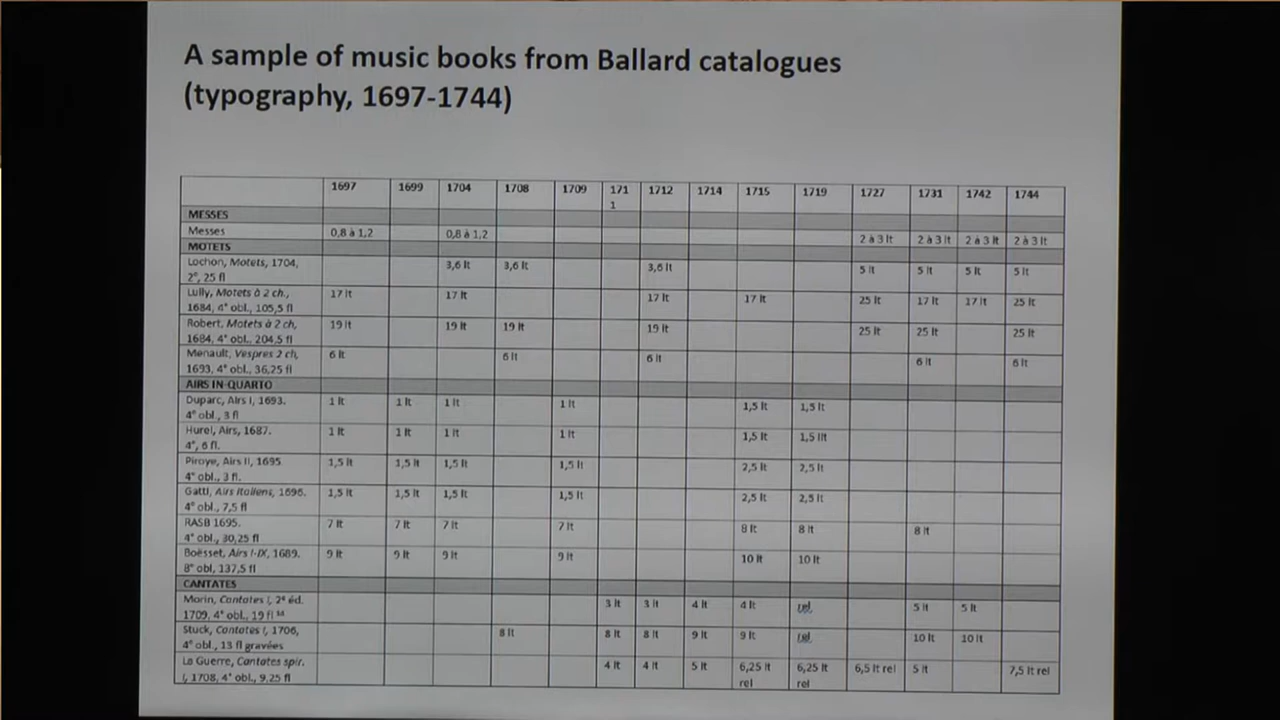 A sample of music books from Ballard catalogues
(typography, 1697-1744)
1697 1699 1704 1708 1709 171 1712 1714 1715 1719 1727 1731 1742 1744
1
MESSES
Messes 0,8 à 1,2 0,8 à 1,2 2 à 3 lt 2 à 3 lt 2 à 3 lt 2 à 3 lt
MOTETS
Lochon, Motets, 1704, 3,6 lt 3,6 lt 3,6 lt 5 lt 5 lt 5 lt 5 lt
2°, 25 fl
Lully, Motets à 2 ch., 17 lt 17 lt 17 lt 17 lt 25 lt 17 lt 17 lt 25 lt
1684, 4° obl., 105,5 fl
Robert, Motets à 2 ch, 19 lt 19 lt 19 lt 19 lt 25 lt 25 lt 25 lt
1684, 4° obl., 204,5 fl
Menault, Vespres 2 ch, 6 lt 6 lt 6 lt 6 lt 6 lt
1693, 4° obl., 36,25 fl
AIRS IN-QUARTO
Duparc, Airs I, 1693. 1 lt 1 lt 1 lt 1 lt 1,5 lt 1,5 lt
4° obl., 3 fl
Hurel, Airs, 1687. 1 lt 1 lt 1 lt 1 lt 1,5 lt 1,5 llt
4°, 6 fl.
Piroye, Airs II, 1695 1,5 lt 1,5 lt 1,5 lt 1,5 lt 2,5 lt 2,5 lt
4° obl., 3 fl.
Gatti, Airs italiens, 1696. 1,5 lt 1,5 lt 1,5 lt 1,5 lt 2,5 lt 2,5 lt
4° obl., 7,5 fl
RASB 1695. 7 lt 7 lt 7 lt 7 lt 8 lt 8 lt 8 lt
4° obl., 30,25 fl
Boësset, Airs I-IX, 1689. 9 lt 9 lt 9 lt 9 lt 10 lt 10 lt
8° obl, 137,5 fl
CANTATES
Morin, Cantates I, 2e éd. 3 lt 3 lt 4 lt 4 lt 5 lt 5 lt
1709, 4° obl., 19 fl
Stuck, Cantates I, 1706, 8 lt 8 lt 8 lt 9 lt 9 lt 10 lt 10 lt
4° obl., 13 fl gravées
La Guerre, Cantates spir. 4 lt 4 lt 5 lt 6,25 lt 6,25 lt 6,5 lt rel 5 lt 7,5 lt rel
I, 1708, 4° obl., 9,25 fl rel rel